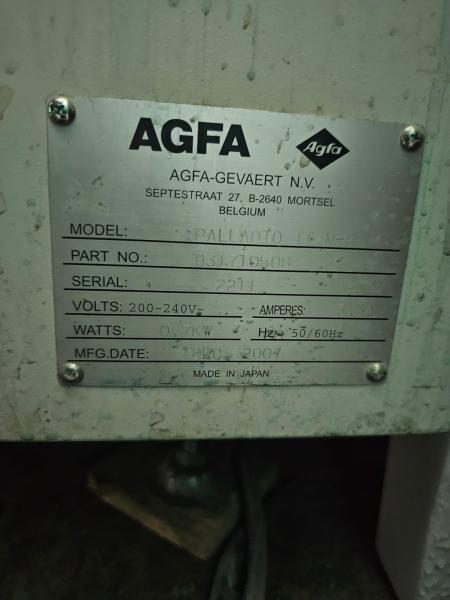 AGFA
Agfa
AGFA-GEVAERT N.V.
SEPTESTRAAT 27, B-2640 MORTSEL
BELGIUM
MODEL: PALLADIO
PART NO.:
SERIAL:
VOLTS: 200-240V~ AMPERES:
WATTS: Hz: 50/60Hz
MFG.DATE:
MADE IN JAPAN